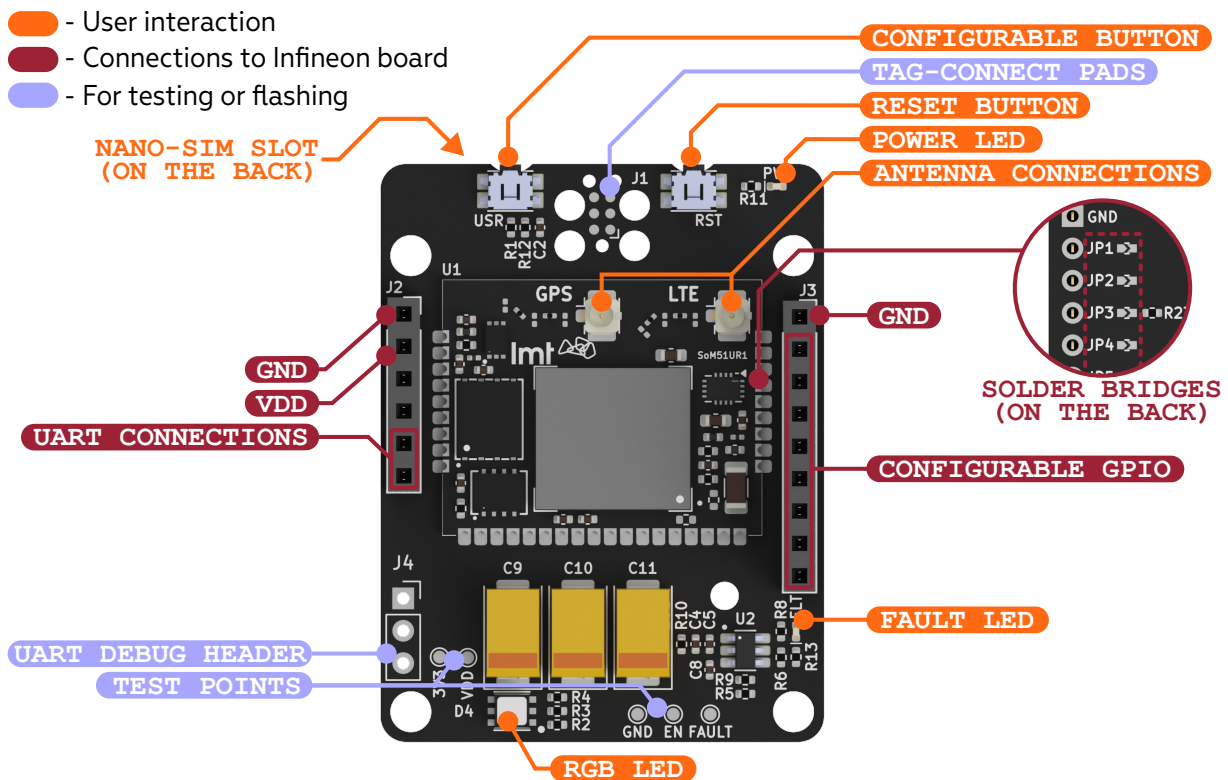 - User interaction
- Connections to Infineon board
- For testing or flashing
CONFIGURABLE BUTTON
TAG-CONNECT PADS
RESET BUTTON
POWER LED
ANTENNA CONNECTIONS
NANO-SIM SLOT
(ON THE BACK)
J1
USR
RST
R11
R1
R12
C2
U1
J2
GPS
LTE
J3
GND
JP1
JP2
JP3
R2
JP4
GND
GND
VDD
lmt
SoM51UR1
SOLDER BRIDGES
(ON THE BACK)
UART CONNECTIONS
CONFIGURABLE GPIO
J4
C9
C10
C11
R10
C4
C5
U2
R8
FLT
FAULT LED
UART DEBUG HEADER
TEST POINTS
3V3
VDD
C8
R9
R5
R6
R13
D4
R4
R3
R2
GND EN FAULT
RGB LED